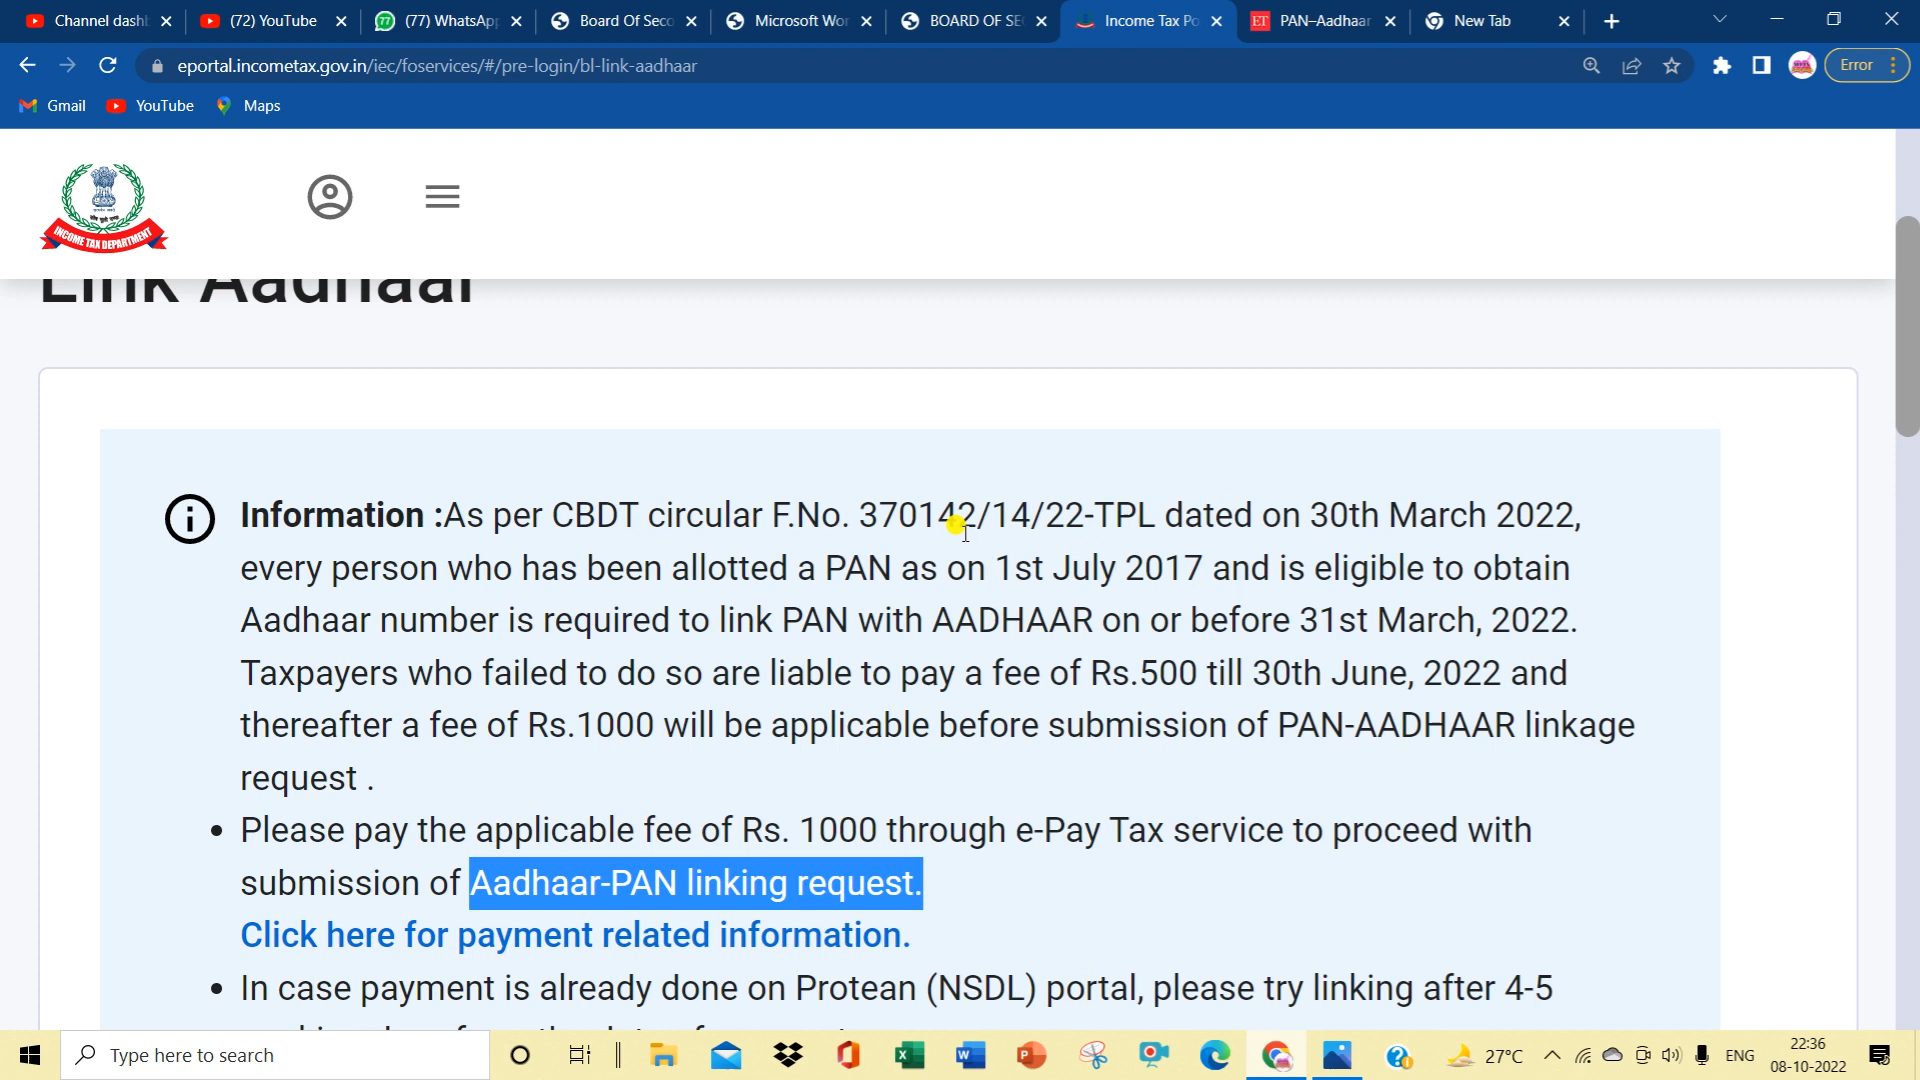 Channel dash
(72) YouTube
(77) WhatsApp
Board Of Seco
Microsoft Wor
BOARD OF SE
Income Tax Po
PAN–Aadhaar
New Tab
eportal.incometax.gov.in/iec/foservices/#/pre-login/bl-link-aadhaar
Error
Gmail
YouTube
Maps
INCOME TAX DEPARTMENT
Link Aadhaar
Information :As per CBDT circular F.No. 370142/14/22-TPL dated on 30th March 2022,
every person who has been allotted a PAN as on 1st July 2017 and is eligible to obtain
Aadhaar number is required to link PAN with AADHAAR on or before 31st March, 2022.
Taxpayers who failed to do so are liable to pay a fee of Rs.500 till 30th June, 2022 and
thereafter a fee of Rs.1000 will be applicable before submission of PAN-AADHAAR linkage
request .
• Please pay the applicable fee of Rs. 1000 through e-Pay Tax service to proceed with
submission of Aadhaar-PAN linking request.
Click here for payment related information.
• In case payment is already done on Protean (NSDL) portal, please try linking after 4-5
Type here to search
27°C
ENG
22:36
08-10-2022